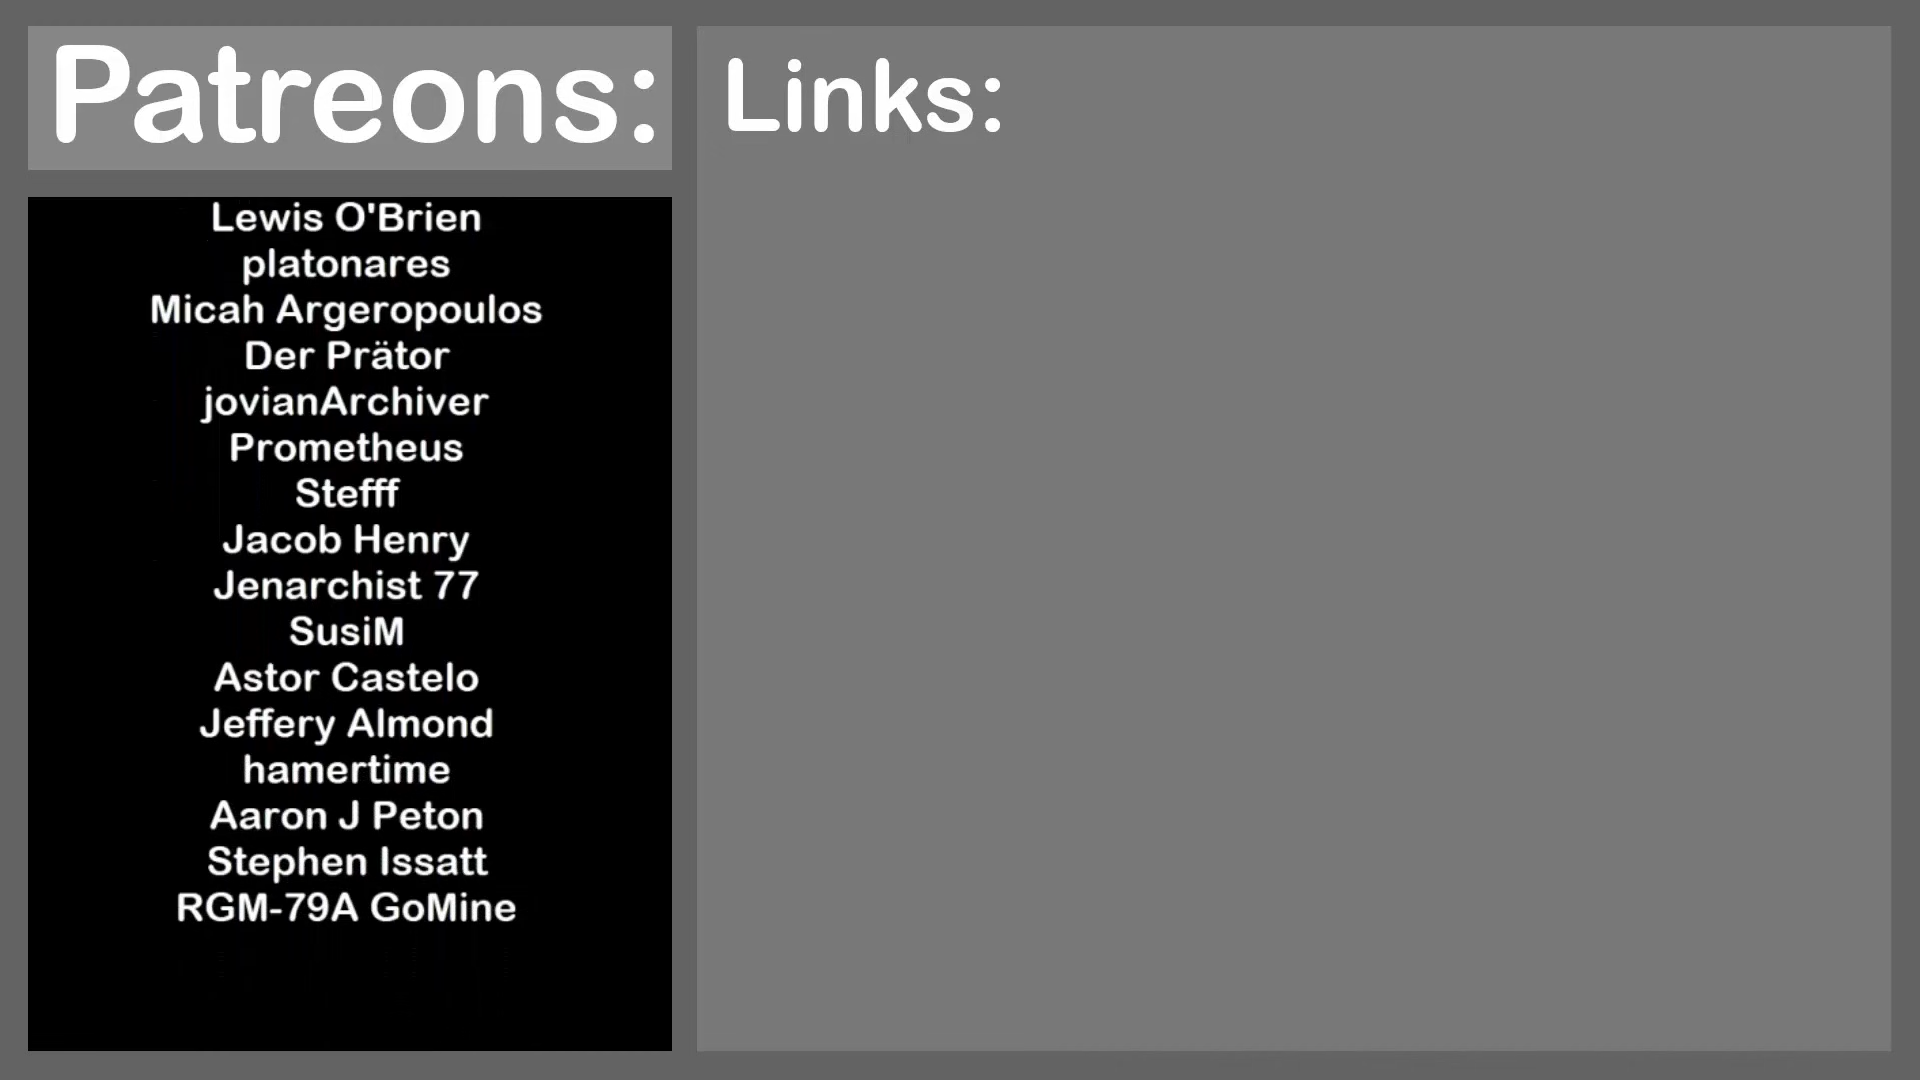 Patreons:
Lewis O'Brien
platonares
Micah Argeropoulos
Der Prätor
jovianArchiver
Prometheus
Stefff
Jacob Henry
Jenarchist 77
SusiM
Astor Castelo
Jeffery Almond
hamertime
Aaron J Peton
Stephen Issatt
RGM-79A GoMine
Links: